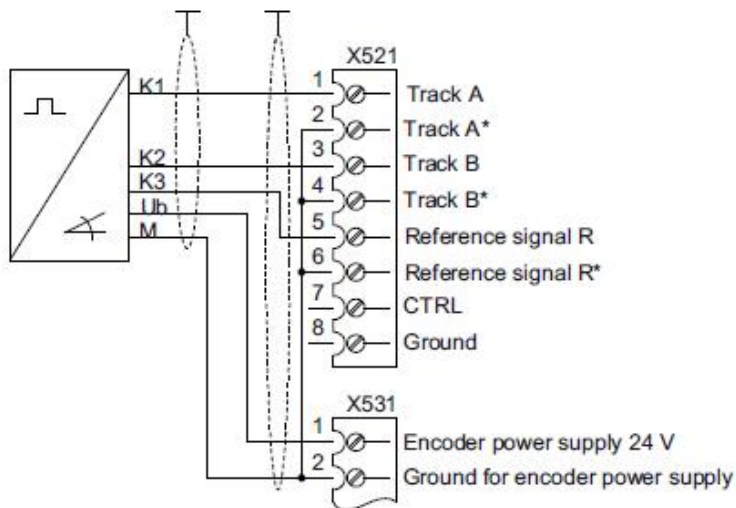 X521
K1
1
Track A
2
Track A*
K2
3
Track B
K3
4
Track B*
Ub
5
Reference signal R
M
6
Reference signal R*
7
CTRL
8
Ground
X531
1
Encoder power supply 24 V
2
Ground for encoder power supply